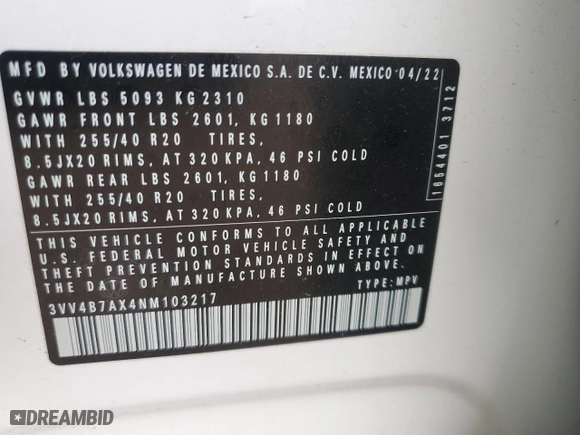 MFD BY VOLKSWAGEN DE MEXICO S.A. DE C.V. MEXICO 04/22
GVWR LBS 5093 KG 2310
GAWR FRONT LBS 2601, KG 1180
WITH 255/40 R20 TIRES,
8.5JX20 RIMS, AT 320 KPA, 46 PSI COLD
GAWR REAR LBS 2601, KG 1180
WITH 255/40 R20 TIRES,
8.5JX20 RIMS, AT 320 KPA, 46 PSI COLD
THIS VEHICLE CONFORMS TO ALL APPLICABLE
U.S. FEDERAL MOTOR VEHICLE SAFETY AND
THEFT PREVENTION STANDARDS IN EFFECT ON
THE DATE OF MANUFACTURE SHOWN ABOVE.
3VV4B7AX4NM103217 TYPE: MPV
1654401 3712
DREAMBID